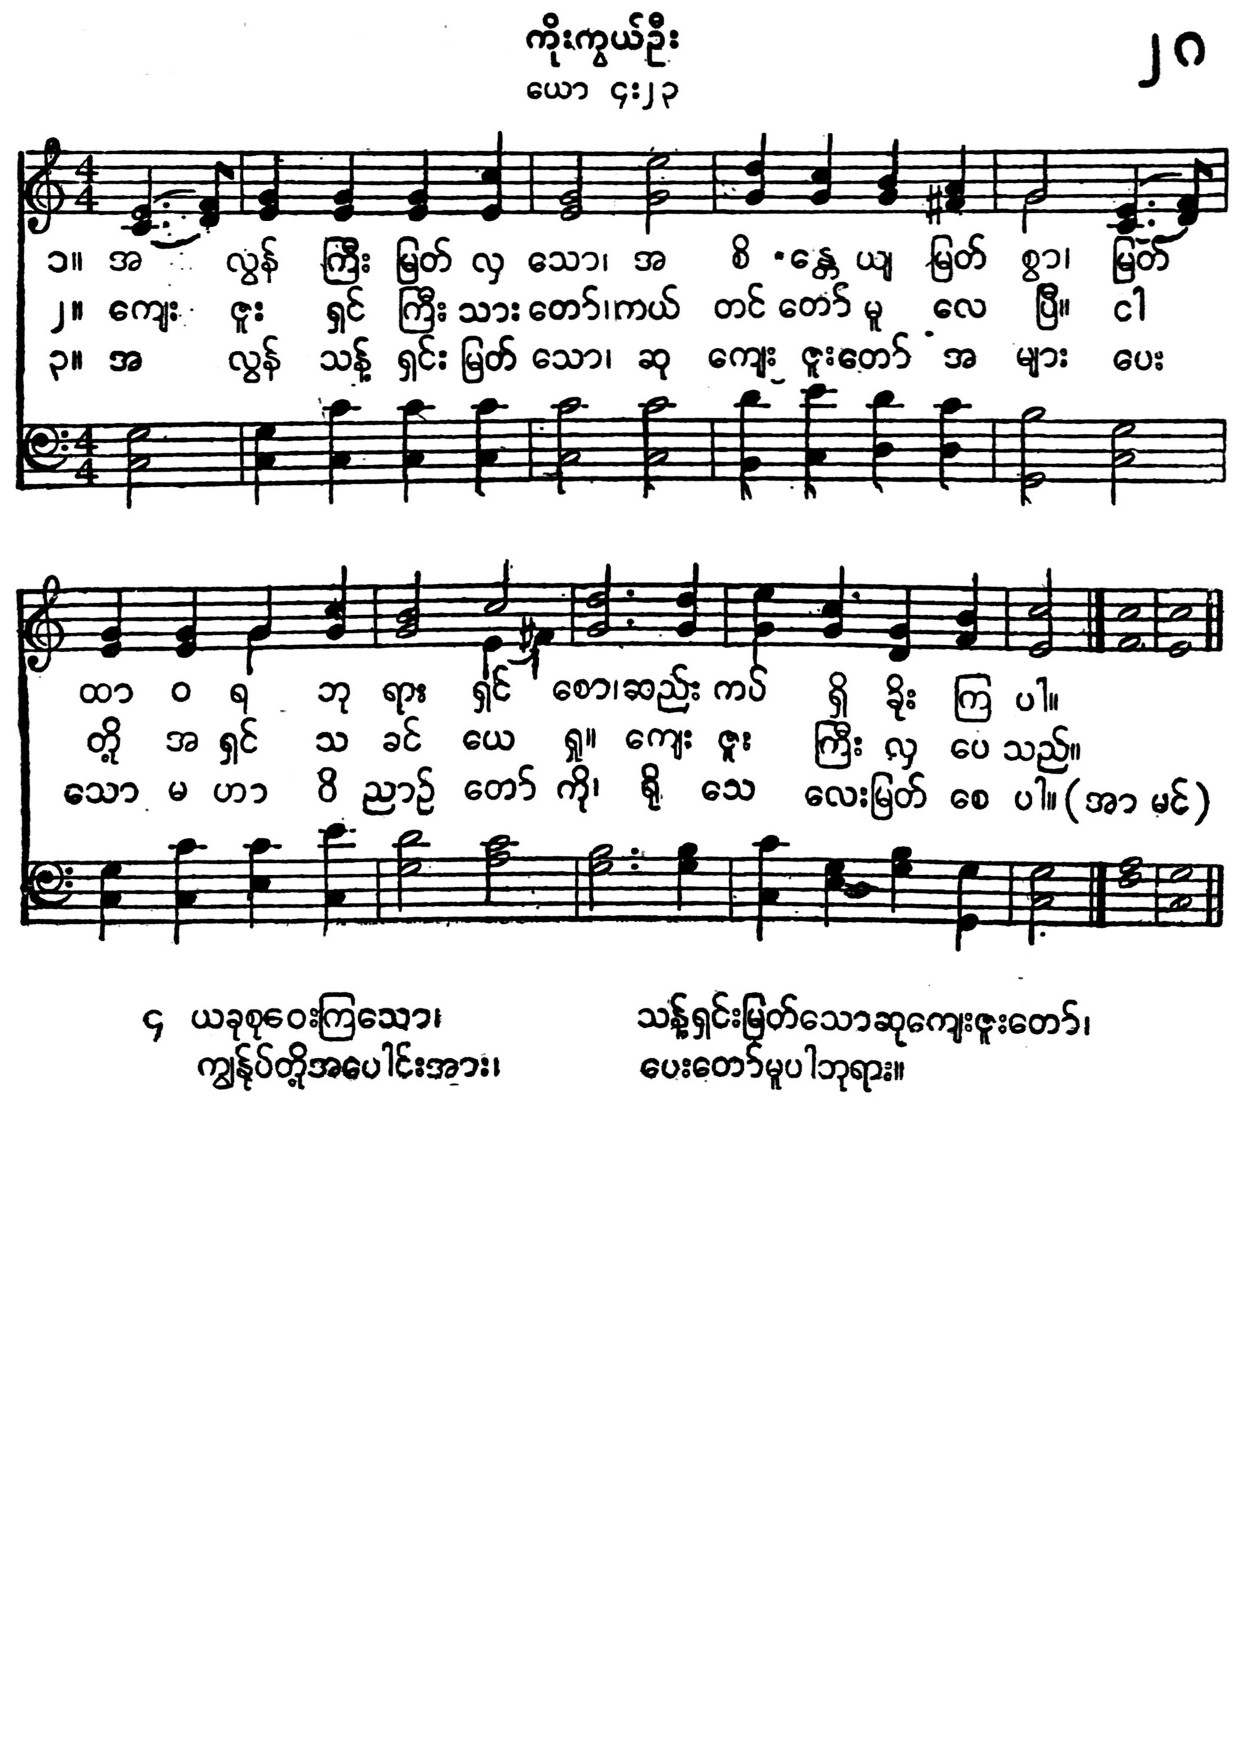 ကိုးကွယ်ဦး
၂၈
ယော ၄း၂၃
၁။ အ လွန် ကြီး မြတ် လှ သော၊ အ စိ န္တေ ယျ မြတ် စွာ၊ မြတ်
၂။ ကျေး ဇူး ရှင် ကြီး သား တော်၊ ကယ် တင် တော် မူ လေ ပြီ။ ငါ
၃။ အ လွန် သန့် ရှင်း မြတ် သော၊ ဆု ကျေး ဇူး တော် အ များ ပေး
ထာ ဝ ရ ဘု ရား ရှင် စော၊ ဆည်း ကပ် ရှိ ခိုး ကြ ပါ။
တို့ အ ရှင် သ ခင် ယေ ရှု။ ကျေး ဇူး ကြီး လှ ပေ သည်။
သော မ ဟာ ဝိ ညာဉ် တော် ကို၊ ရို သေ လေး မြတ် စေ ပါ။ (အာ မင်)
၄ ယခုစုဝေးကြသော၊ သန့်ရှင်းမြတ်သောဆုကျေးဇူးတော်၊
ကျွန်ုပ်တို့အပေါင်းအား၊ ပေးတော်မူပါဘုရား။